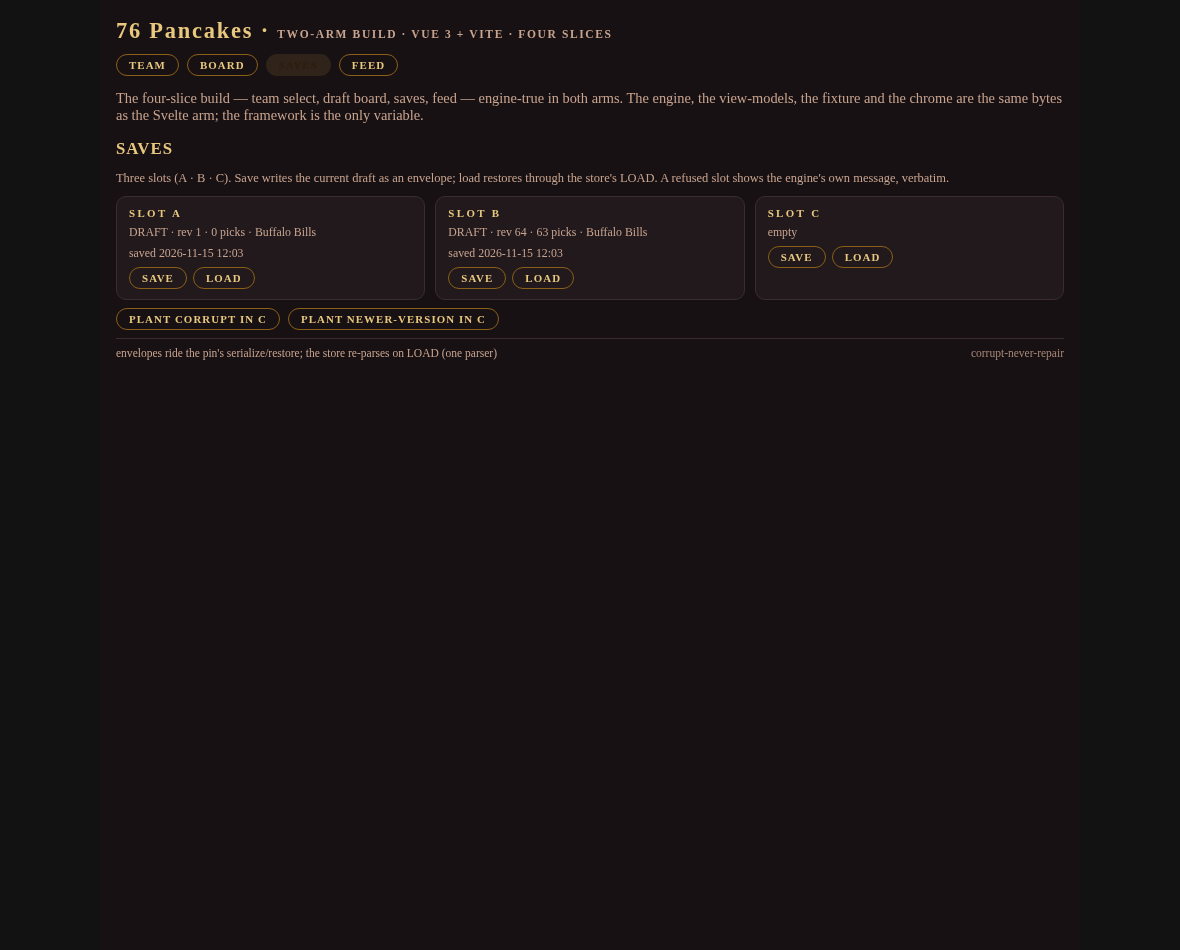 76 Pancakes · TWO-ARM BUILD · VUE 3 + VITE · FOUR SLICES
TEAM BOARD SAVES FEED
The four-slice build — team select, draft board, saves, feed — engine-true in both arms. The engine, the view-models, the fixture and the chrome are the same bytes
as the Svelte arm; the framework is the only variable.
SAVES
Three slots (A · B · C). Save writes the current draft as an envelope; load restores through the store's LOAD. A refused slot shows the engine's own message, verbatim.
SLOT A
DRAFT · rev 1 · 0 picks · Buffalo Bills
saved 2026-11-15 12:03
SAVE LOAD
SLOT B
DRAFT · rev 64 · 63 picks · Buffalo Bills
saved 2026-11-15 12:03
SAVE LOAD
SLOT C
empty
SAVE LOAD
PLANT CORRUPT IN C PLANT NEWER-VERSION IN C
envelopes ride the pin's serialize/restore; the store re-parses on LOAD (one parser)
corrupt-never-repair